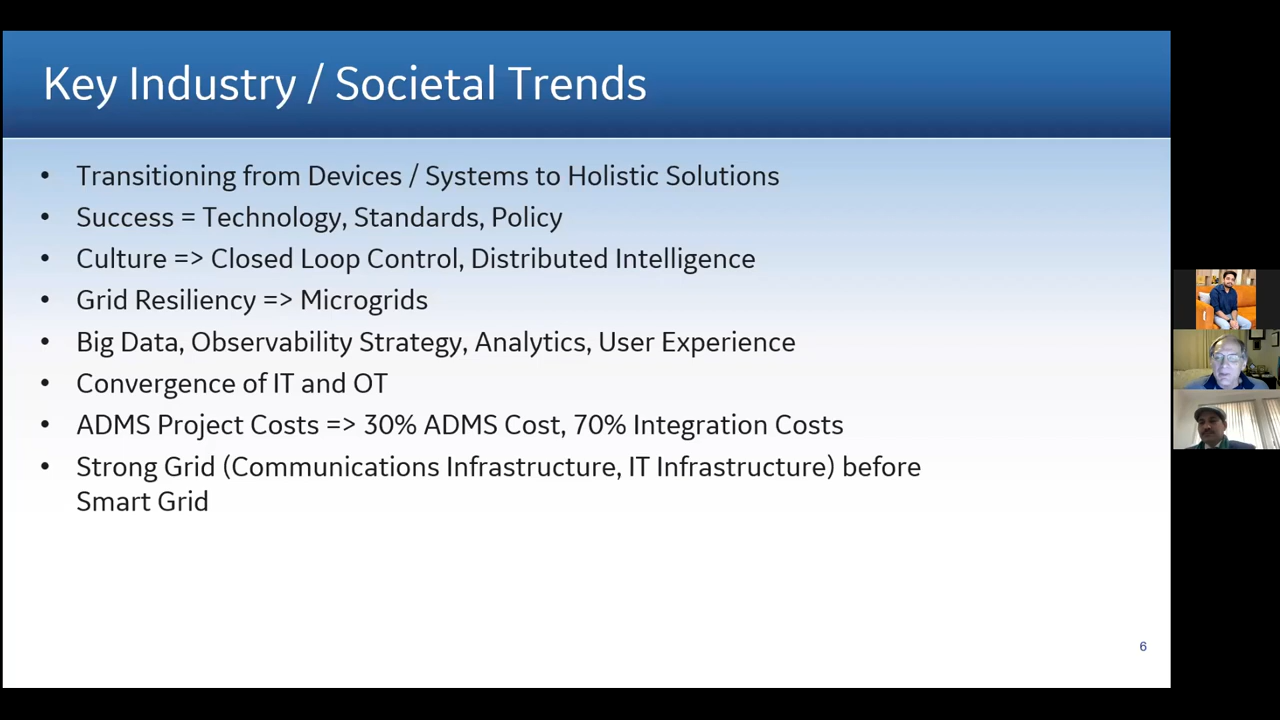 Key Industry / Societal Trends
• Transitioning from Devices / Systems to Holistic Solutions
• Success = Technology, Standards, Policy
• Culture => Closed Loop Control, Distributed Intelligence
• Grid Resiliency => Microgrids
• Big Data, Observability Strategy, Analytics, User Experience
• Convergence of IT and OT
• ADMS Project Costs => 30% ADMS Cost, 70% Integration Costs
• Strong Grid (Communications Infrastructure, IT Infrastructure) before
Smart Grid
6